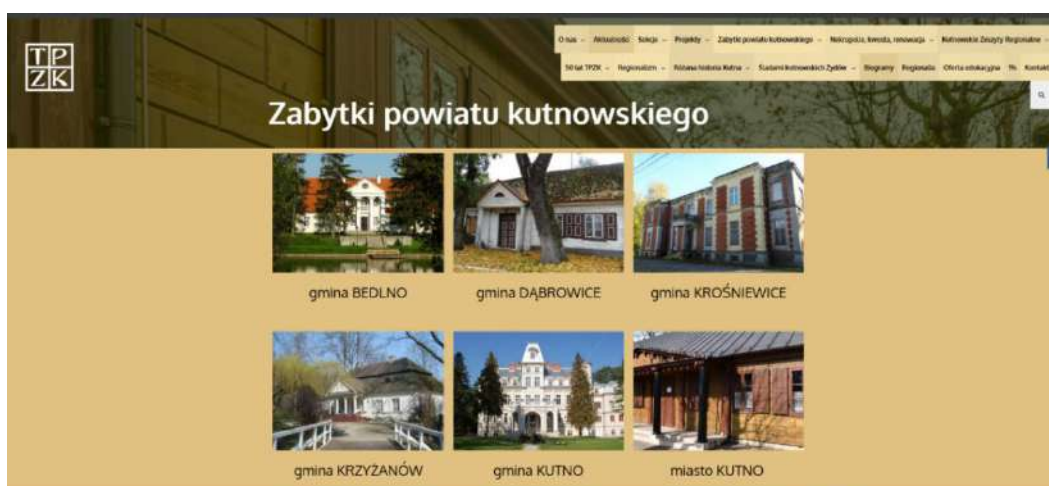 TP
ZK
O nas Aktualności Sekcje Projekty Zabytki powiatu kutnowskiego Nekropolie, kwesta, renowacja Kutnowskie Zeszyty Regionalne
50 lat TPZK Regionalizm Różana historia Kutna Śladami kutnowskich Żydów Biogramy Regionalia Oferta edukacyjna 1% Kontakt
Zabytki powiatu kutnowskiego
gmina BEDLNO gmina DĄBROWICE gmina KROŚNIEWICE
gmina KRZYŻANÓW gmina KUTNO miasto KUTNO